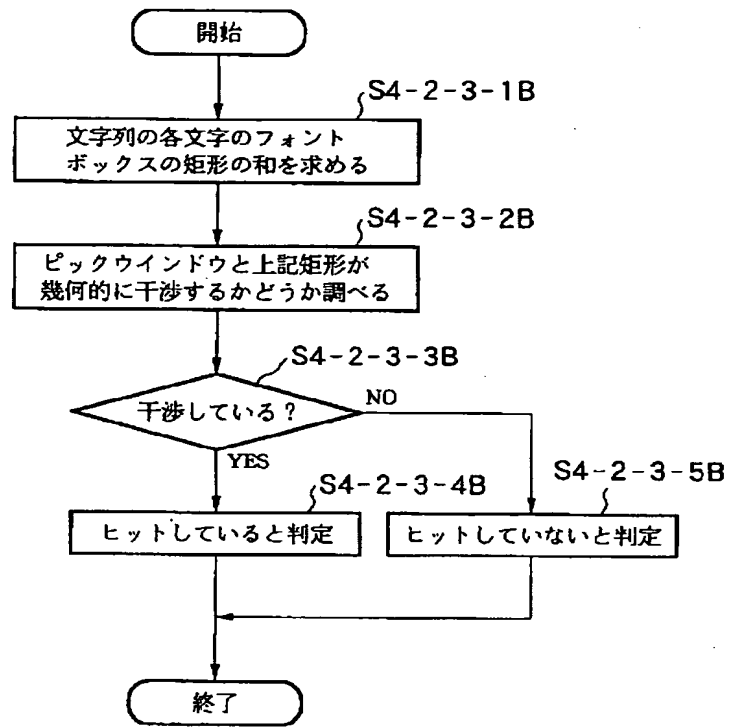 開始
S4-2-3-1B
文字列の各文字のフォント
ボックスの矩形の和を求める
S4-2-3-2B
ピックウインドウと上記矩形が
幾何的に干渉するかどうか調べる
S4-2-3-3B
干渉している?
NO
YES
S4-2-3-4B
S4-2-3-5B
ヒットしていると判定
ヒットしていないと判定
終了